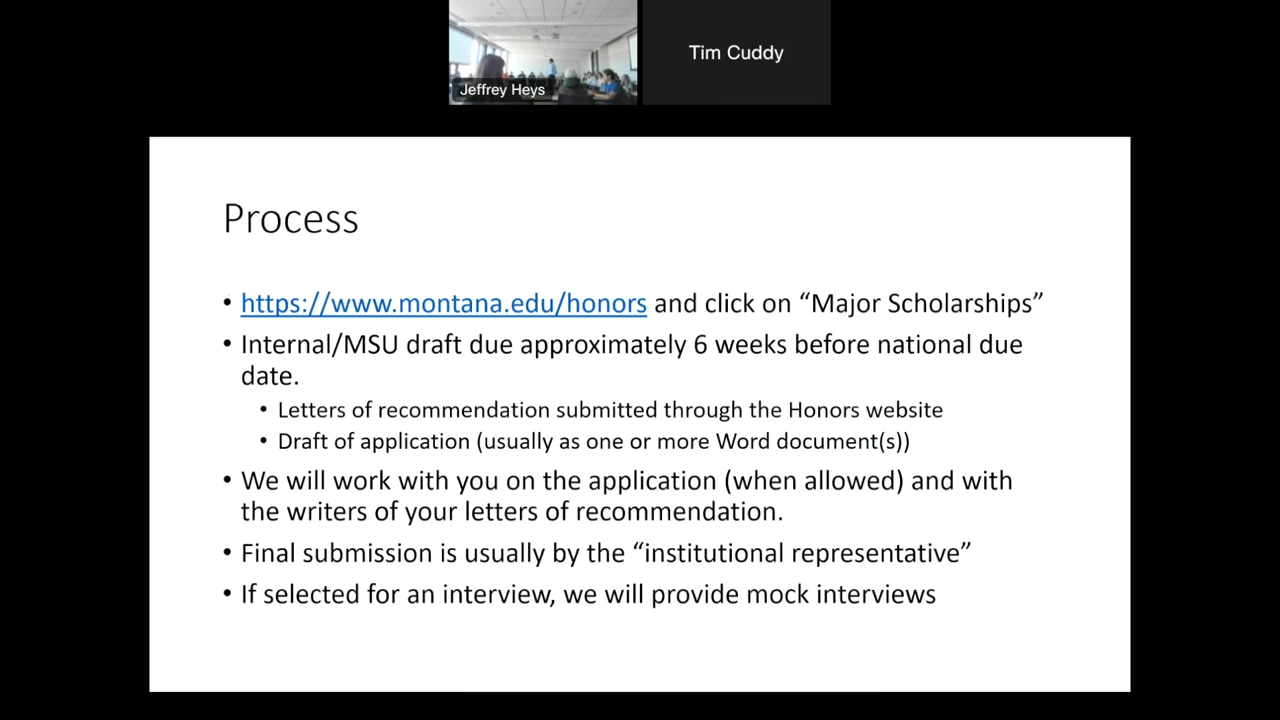 Jeffrey Heys
Tim Cuddy
Process
• https://www.montana.edu/honors and click on “Major Scholarships”
• Internal/MSU draft due approximately 6 weeks before national due
date.
• Letters of recommendation submitted through the Honors website
• Draft of application (usually as one or more Word document(s))
• We will work with you on the application (when allowed) and with
the writers of your letters of recommendation.
• Final submission is usually by the “institutional representative”
• If selected for an interview, we will provide mock interviews